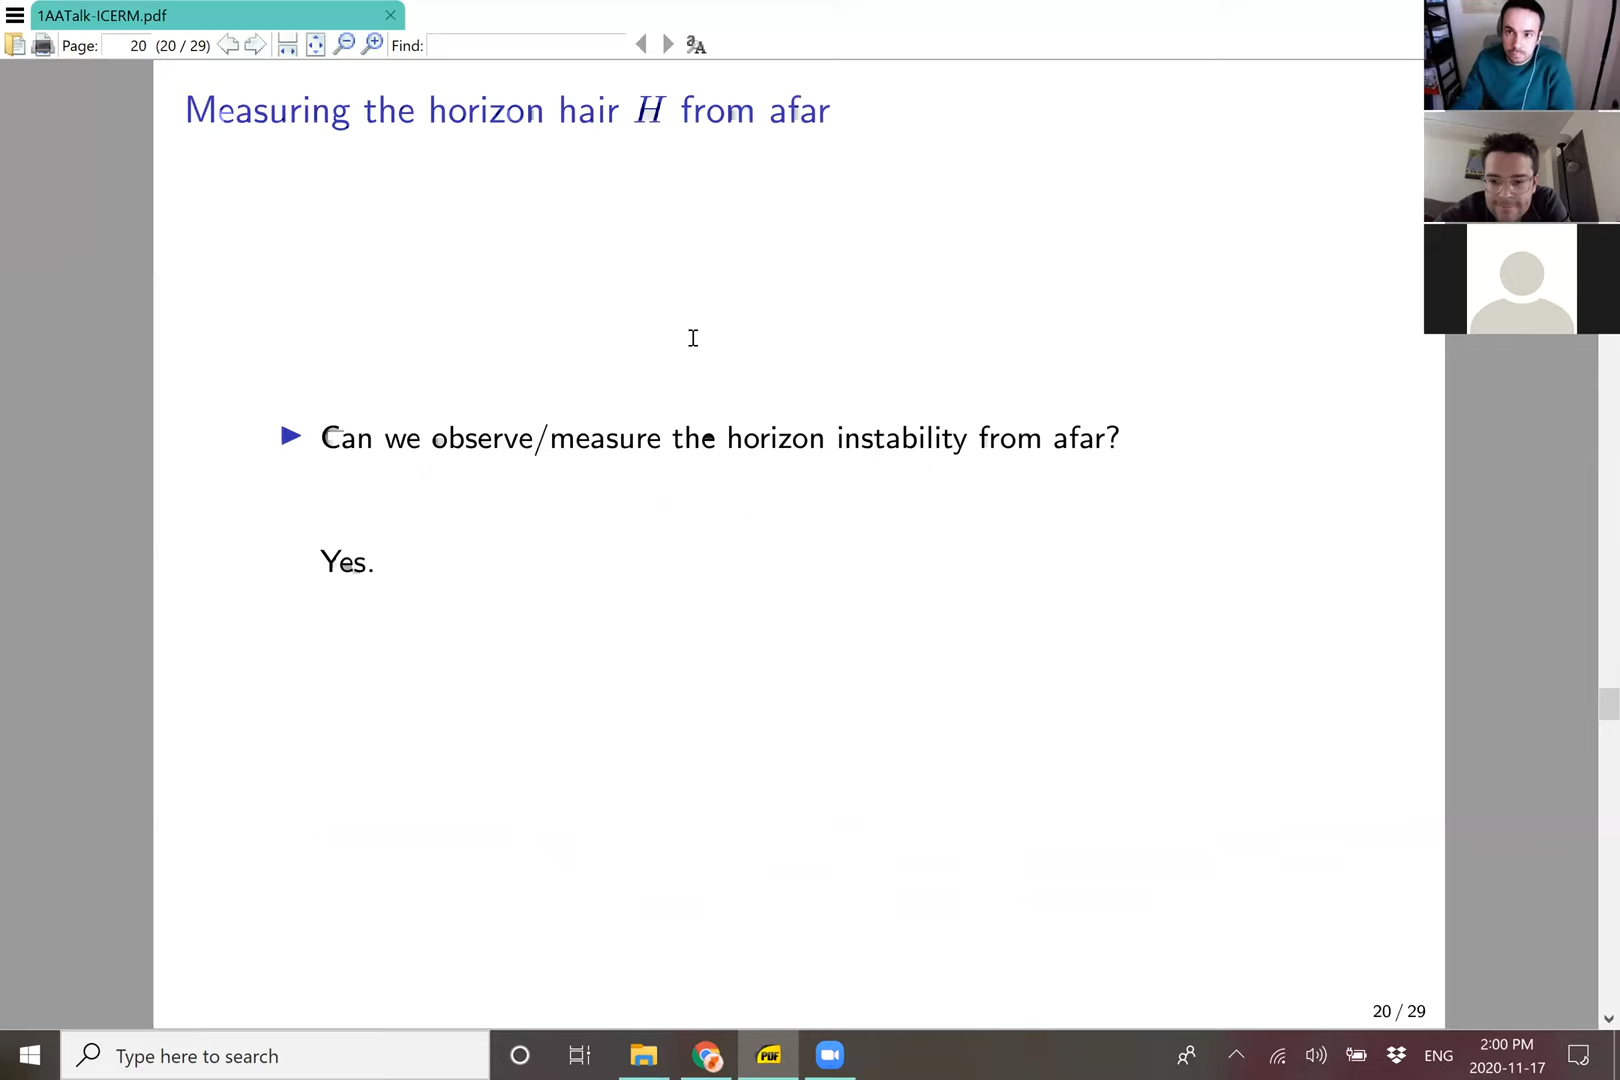 1AATalk-ICERM.pdf
Page: 20 (20 / 29) Find:
Measuring the horizon hair H from afar
Can we observe/measure the horizon instability from afar?
Yes.
20 / 29
Type here to search
PDF
ENG
2:00 PM
2020-11-17